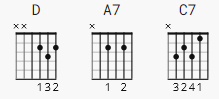 D A7 C7
×× × ×
132 1 2 3241